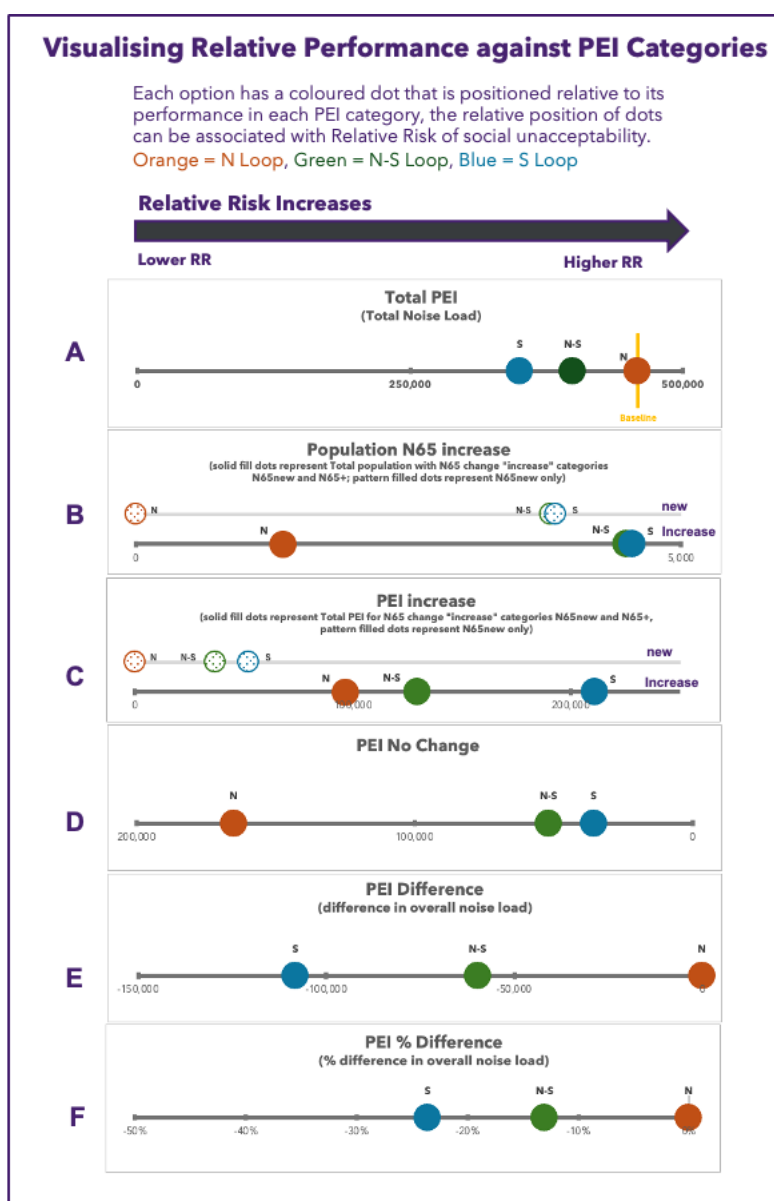 Visualising Relative Performance against PEI Categories
Each option has a coloured dot that is positioned relative to its
performance in each PEI category, the relative position of dots
can be associated with Relative Risk of social unacceptability.
Orange = N Loop, Green = N-S Loop, Blue = S Loop
Relative Risk Increases
Lower RR
Higher RR
A
Total PEI
(Total Noise Load)
S
N-S
N
0
250,000
500,000
Baseline
B
Population N65 increase
(solid fill dots represent Total population with N65 change "increase" categories
N65new and N65+; pattern filled dots represent N65new only)
N
N-S
S
new
N
N-S
S
Increase
0
5,000
C
PEI increase
(solid fill dots represent Total PEI for N65 change "increase" categories N65new and N65+,
pattern filled dots represent N65new only)
N
N-S
S
new
N
N-S
S
Increase
0
200,000
D
PEI No Change
N
N-S
S
200,000
100,000
0
E
PEI Difference
(difference in overall noise load)
S
N-S
N
-150,000
-100,000
-50,000
0
F
PEI % Difference
(% difference in overall noise load)
S
N-S
N
-50%
-40%
-30%
-20%
-10%
0%